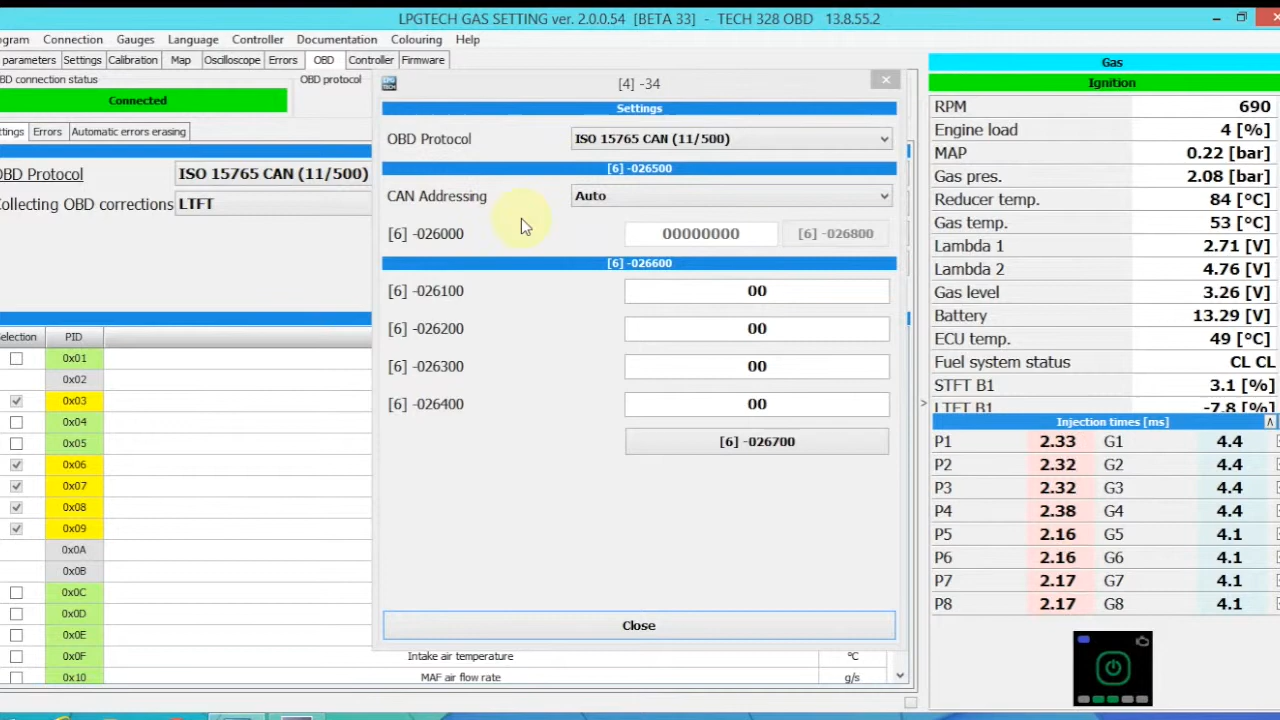 LPGTECH GAS SETTING ver. 2.0.0.54 [BETA 33] - TECH 328 OBD 13.8.55.2
ogram Connection Gauges Language Controller Documentation Colouring Help
parameters Settings Calibration Map Oscilloscope Errors OBD Controller Firmware
BD connection status OBD protocol
Connected
ttings Errors Automatic errors erasing
OBD Protocol ISO 15765 CAN (11/500)
Collecting OBD corrections LTFT
election PID
0x01
0x02
0x03
0x04
0x05
0x06
0x07
0x08
0x09
0x0A
0x0B
0x0C
0x0D
0x0E
0x0F Intake air temperature °C
0x10 MAF air flow rate g/s
[4] -34
Settings
OBD Protocol ISO 15765 CAN (11/500)
[6] -026500
CAN Addressing Auto
[6] -026000 00000000 [6] -026800
[6] -026600
[6] -026100 00
[6] -026200 00
[6] -026300 00
[6] -026400 00
[6] -026700
Close
Gas
Ignition
RPM 690
Engine load 4 [%]
MAP 0.22 [bar]
Gas pres. 2.08 [bar]
Reducer temp. 84 [°C]
Gas temp. 53 [°C]
Lambda 1 2.71 [V]
Lambda 2 4.76 [V]
Gas level 3.26 [V]
Battery 13.29 [V]
ECU temp. 49 [°C]
Fuel system status CL CL
STFT B1 3.1 [%]
LTFT B1 -7.8 [%]
Injection times [ms]
P1 2.33 G1 4.4
P2 2.32 G2 4.4
P3 2.32 G3 4.4
P4 2.38 G4 4.4
P5 2.16 G5 4.1
P6 2.16 G6 4.1
P7 2.17 G7 4.1
P8 2.17 G8 4.1